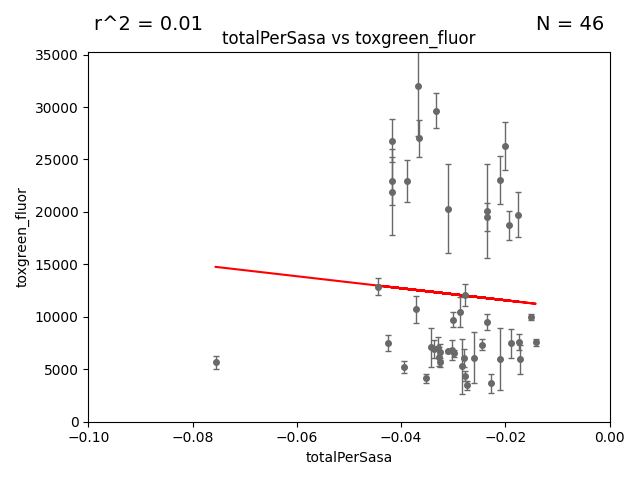 r^2 = 0.01
N = 46
totalPerSasa vs toxgreen_fluor
35000
30000
25000
20000
15000
10000
5000
0
toxgreen_fluor
−0.10
−0.08
−0.06
−0.04
−0.02
0.00
totalPerSasa